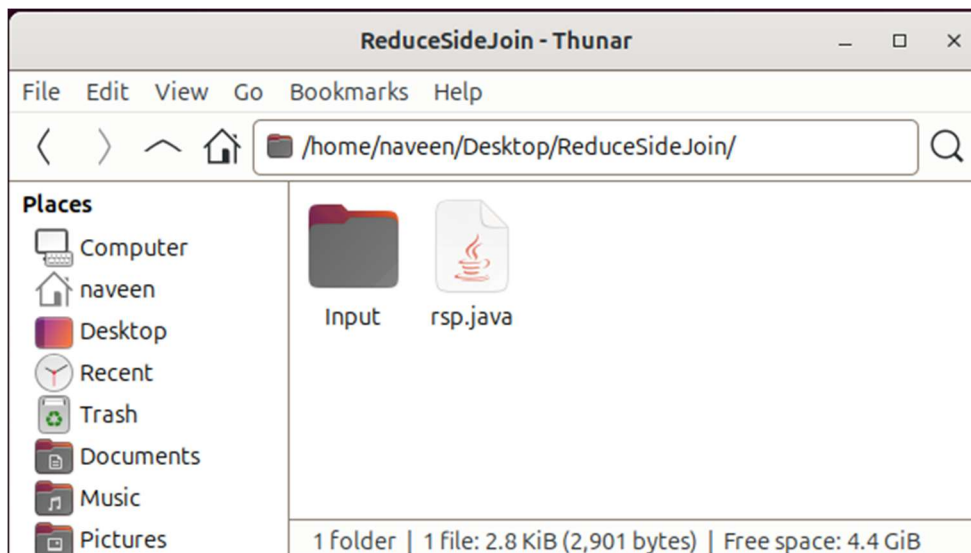 ReduceSideJoin - Thunar
File Edit View Go Bookmarks Help
/home/naveen/Desktop/ReduceSideJoin/
Places
Computer
naveen
Desktop
Recent
Trash
Documents
Music
Pictures
Input rsp.java
1 folder | 1 file: 2.8 KiB (2,901 bytes) | Free space: 4.4 GiB